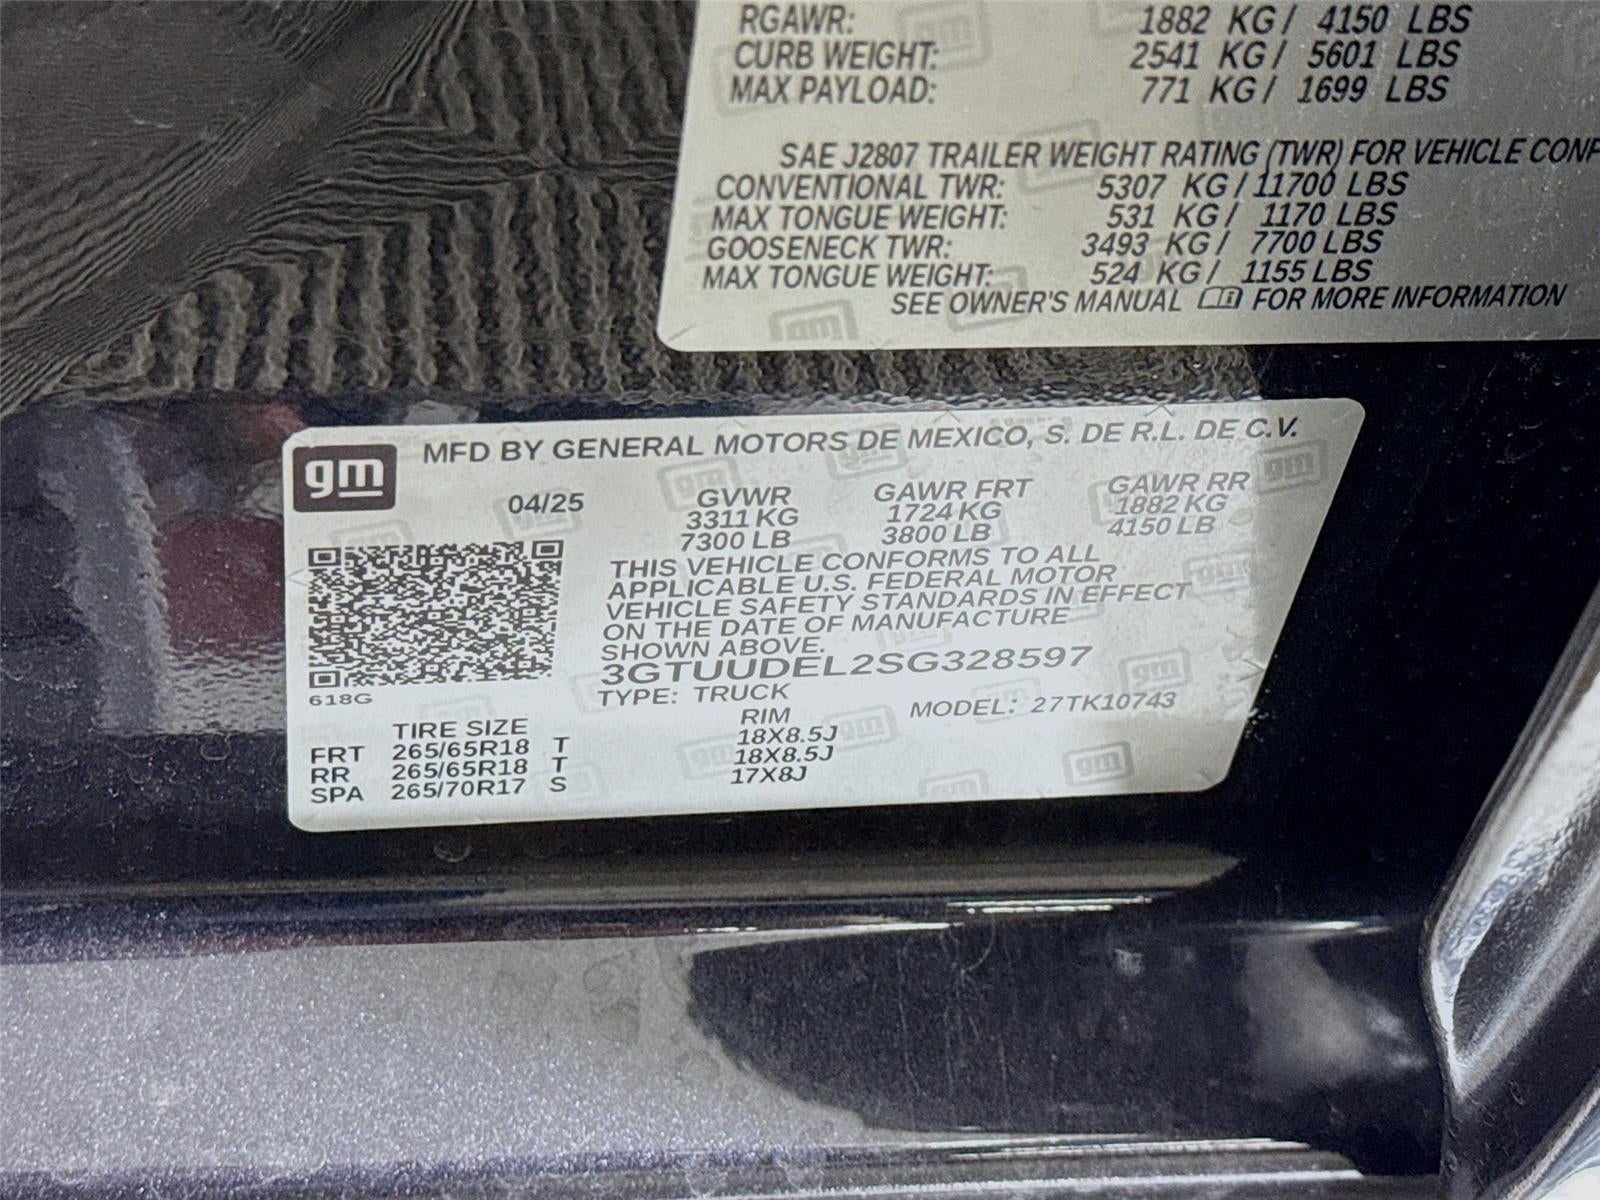 RGAWR: 1882 KG / 4150 LBS
CURB WEIGHT: 2541 KG / 5601 LBS
MAX PAYLOAD: 771 KG / 1699 LBS
SAE J2807 TRAILER WEIGHT RATING (TWR) FOR VEHICLE CONF
CONVENTIONAL TWR: 5307 KG / 11700 LBS
MAX TONGUE WEIGHT: 531 KG / 1170 LBS
GOOSENECK TWR: 3493 KG / 7700 LBS
MAX TONGUE WEIGHT: 524 KG / 1155 LBS
SEE OWNER'S MANUAL FOR MORE INFORMATION
gm
MFD BY GENERAL MOTORS DE MEXICO, S. DE R.L. DE C.V.
04/25 GVWR GAWR FRT GAWR RR
3311 KG 1724 KG 1882 KG
7300 LB 3800 LB 4150 LB
THIS VEHICLE CONFORMS TO ALL
APPLICABLE U.S. FEDERAL MOTOR
VEHICLE SAFETY STANDARDS IN EFFECT
ON THE DATE OF MANUFACTURE
SHOWN ABOVE.
3GTUUDEL2SG328597
618G
TYPE: TRUCK MODEL: 27TK10743
TIRE SIZE RIM
FRT 265/65R18 T 18X8.5J
RR 265/65R18 T 18X8.5J
SPA 265/70R17 S 17X8J